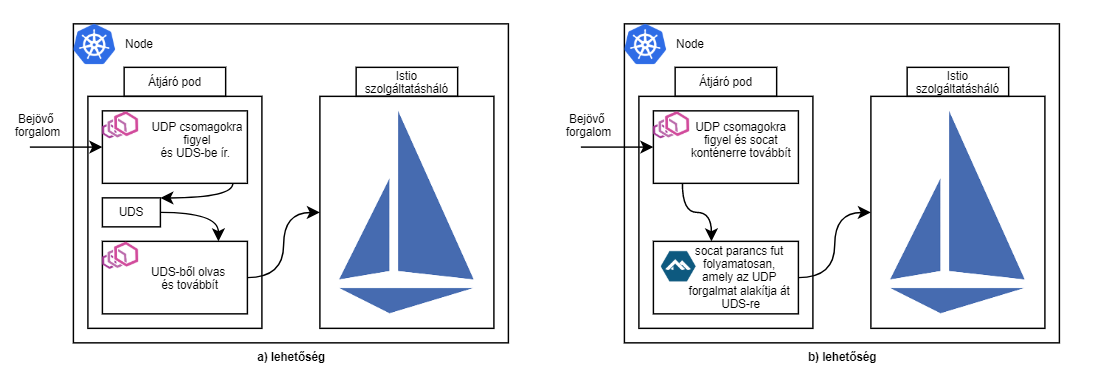 Node
Átjáró pod
Istio
szolgáltatásháló
Bejövő
forgalom
UDP csomagokra
figyel
és UDS-be ír.
UDS
UDS-ből olvas
és továbbít
a) lehetőség
Node
Átjáró pod
Istio
szolgáltatásháló
Bejövő
forgalom
UDP csomagokra
figyel és socat
konténerre továbbít
socat parancs fut
folyamatosan,
amely az UDP
forgalmat alakítja át
UDS-re
b) lehetőség